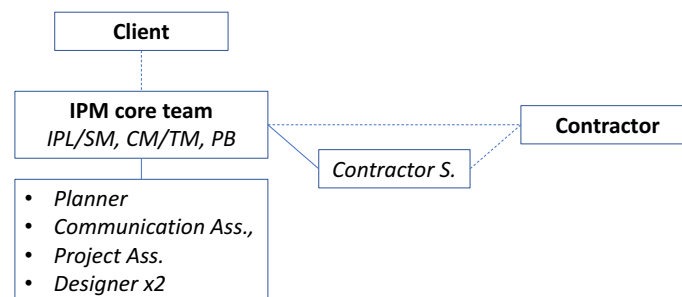 Client
IPM core team
IPL/SM, CM/TM, PB
Contractor
Contractor S.
• Planner
• Communication Ass.,
• Project Ass.
• Designer x2